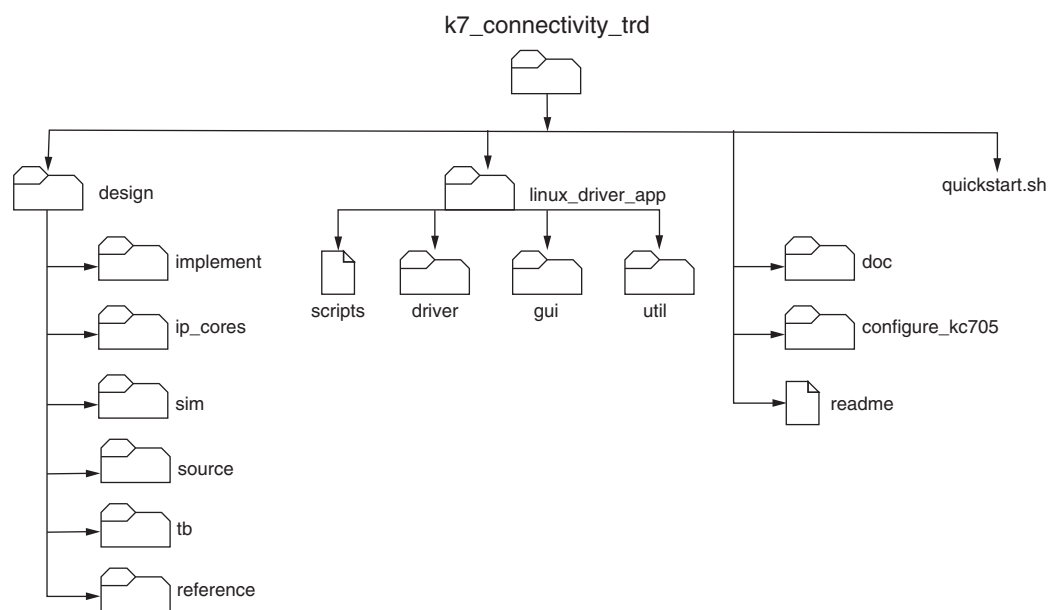 k7_connectivity_trd
design
linux_driver_app
quickstart.sh
implement
ip_cores
sim
source
tb
reference
scripts
driver
gui
util
doc
configure_kc705
readme